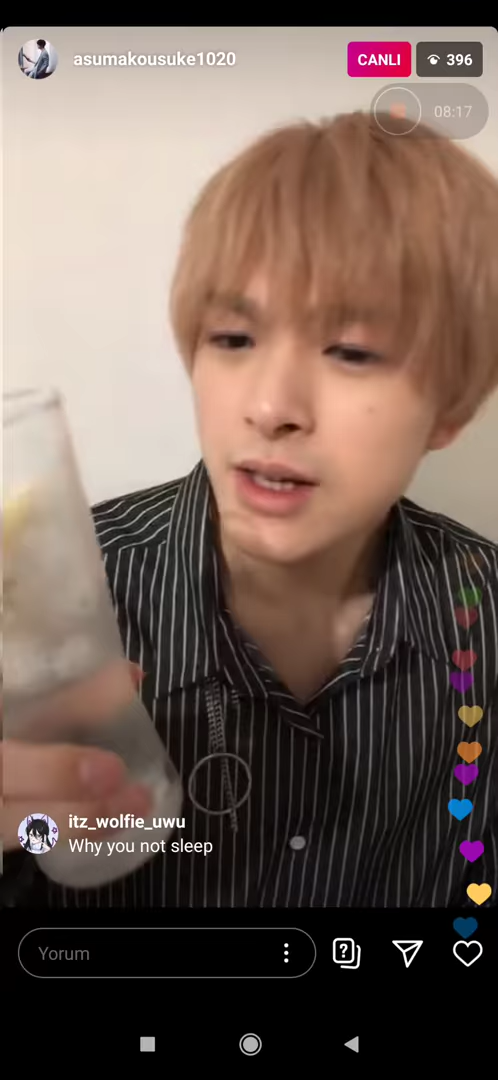 asumakousuke1020
CANLI
396
08:17
itz_wolfie_uwu
Why you not sleep
Yorum